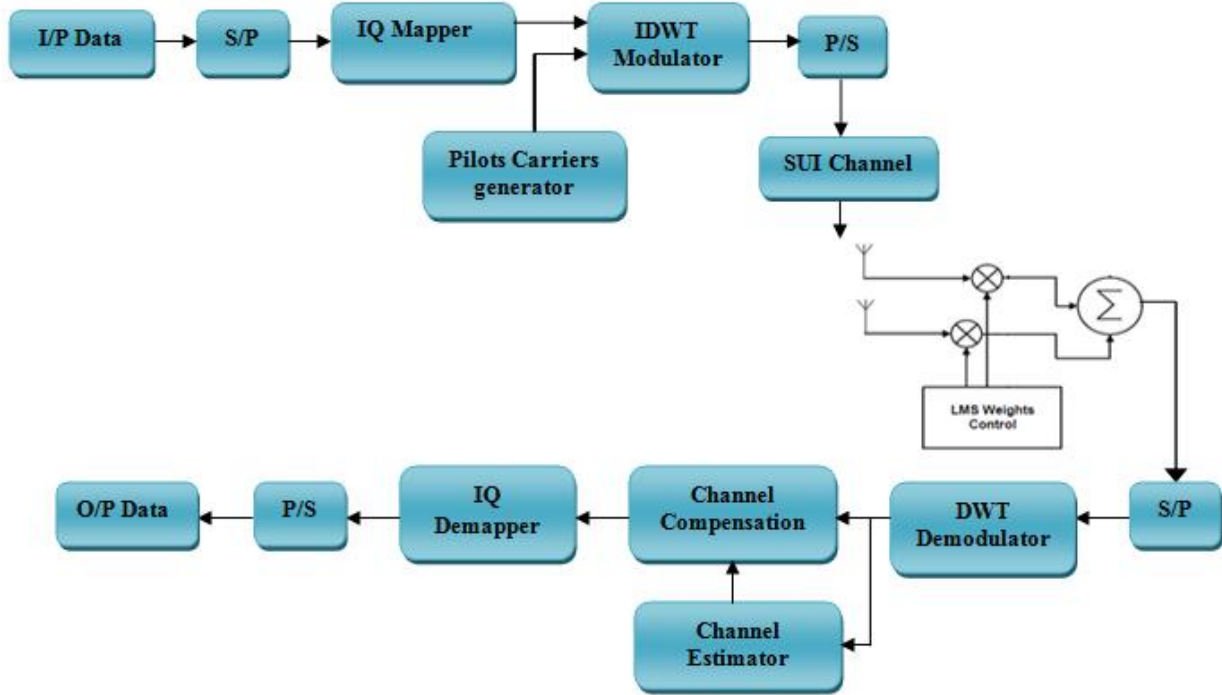 I/P Data
S/P
IQ Mapper
IDWT
Modulator
P/S
Pilots Carriers
generator
SUI Channel
Σ
LMS Weights
Control
O/P Data
P/S
IQ
Demapper
Channel
Compensation
DWT
Demodulator
S/P
Channel
Estimator